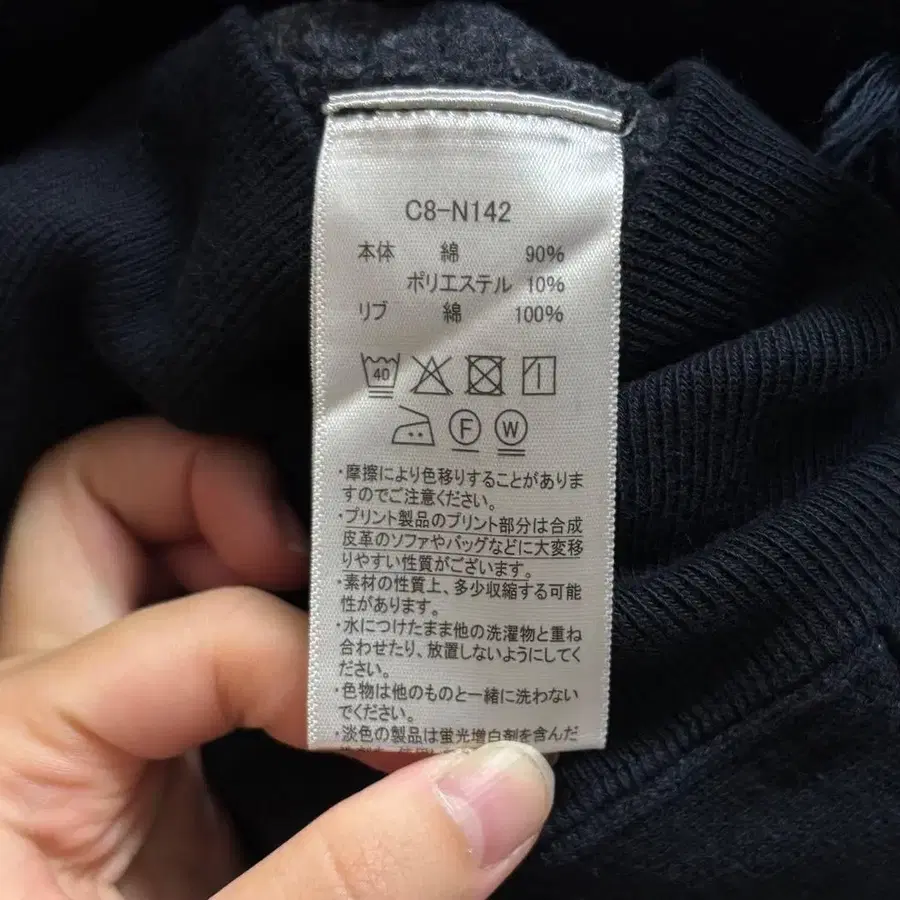 C8-N142
本体 綿 90%
ポリエステル 10%
リブ 綿 100%
40
F W
・摩擦により色移りすることがありま
すのでご注意ください。
・プリント製品のプリント部分は合成
皮革のソファやバッグなどに大変移
りやすい性質がございます。
・素材の性質上、多少収縮する可能
性があります。
・水につけたまま他の洗濯物と重ね
合わせたり、放置しないようにしてく
ださい。
・色物は他のものと一緒に洗わない
でください。
・淡色の製品は蛍光増白剤を含んだ